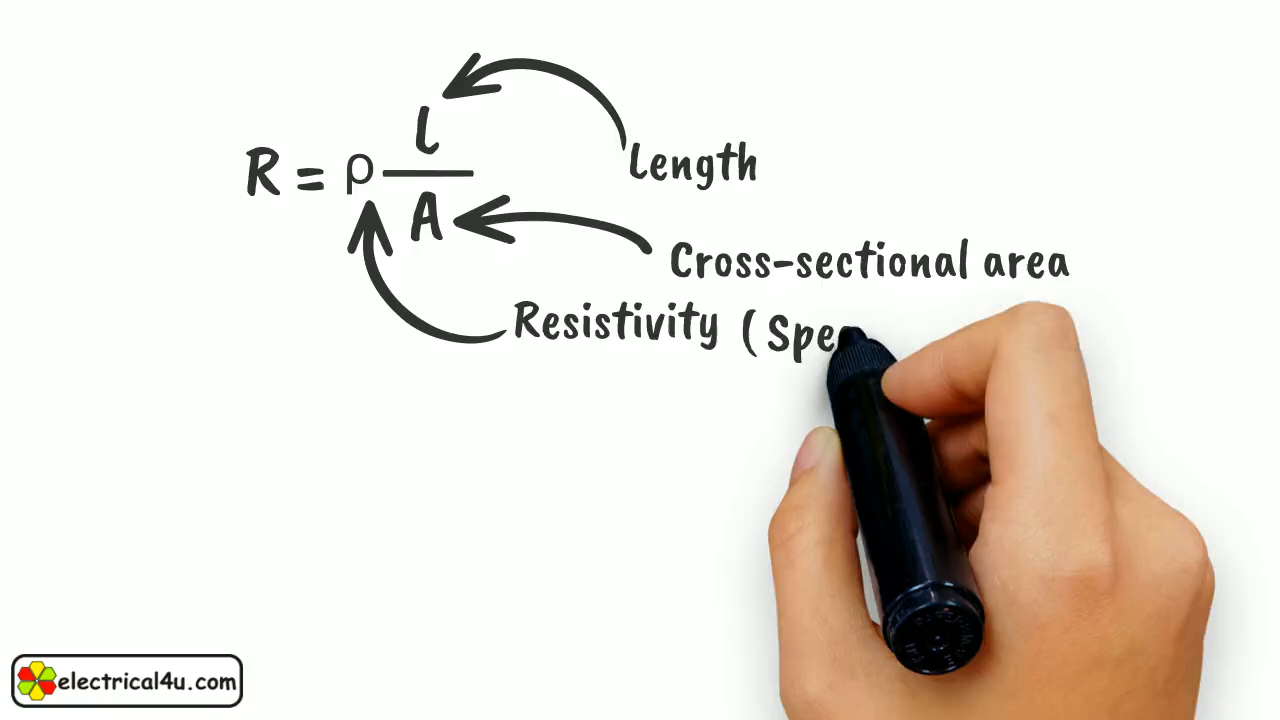 R = ρ l / A
Length
Cross-sectional area
Resistivity (Spe
electrical4u.com